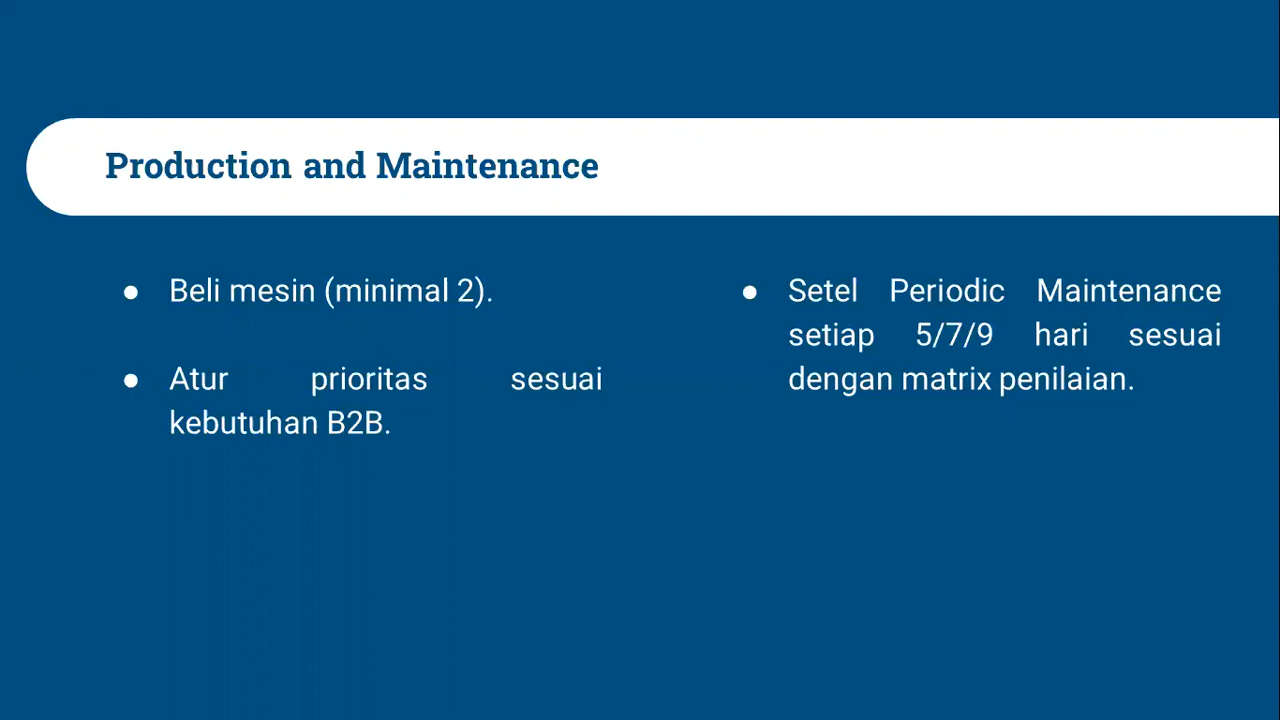 Production and Maintenance
● Beli mesin (minimal 2).
● Atur prioritas sesuai
kebutuhan B2B.
● Setel Periodic Maintenance
setiap 5/7/9 hari sesuai
dengan matrix penilaian.